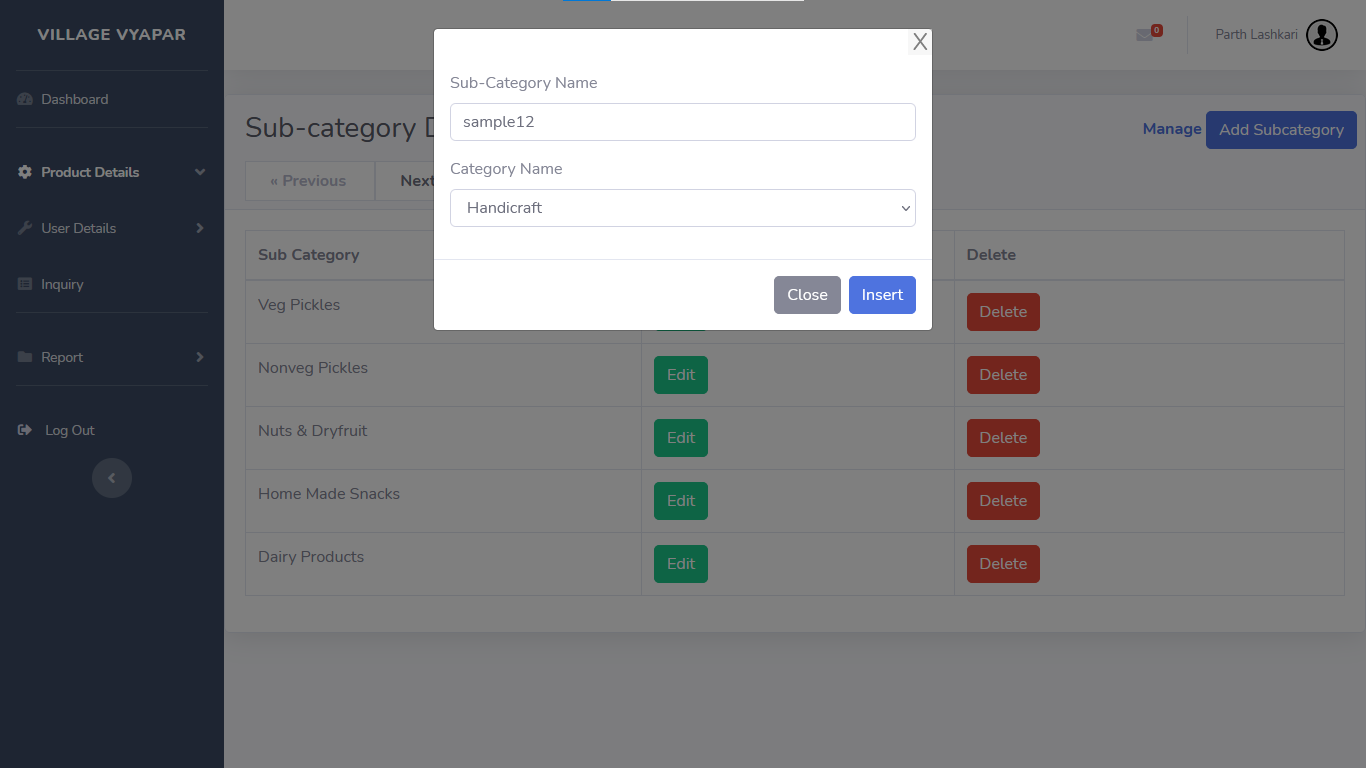 VILLAGE VYAPAR
Dashboard
Product Details
User Details
Inquiry
Report
Log Out
0
Parth Lashkari
Sub-category D
Manage
Add Subcategory
« Previous
Next
X
Sub-Category Name
sample12
Category Name
Handicraft
Close
Insert
Sub Category
Delete
Veg Pickles
Delete
Nonveg Pickles
Edit
Delete
Nuts & Dryfruit
Edit
Delete
Home Made Snacks
Edit
Delete
Dairy Products
Edit
Delete